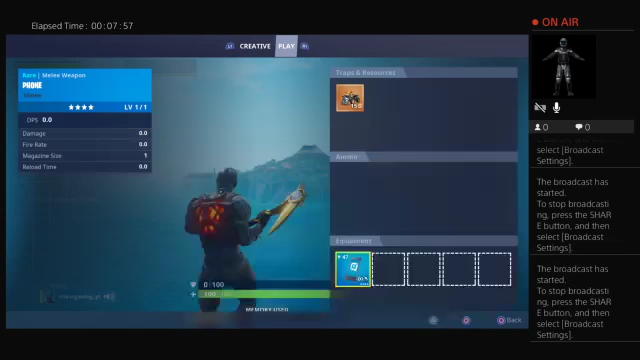 Elapsed Time : 00:07:57
ON AIR
CREATIVE
PLAY
Rare | Melee Weapon
PHONE
LV 1/1
DPS 0.0
Damage 0.0
Fire Rate 0.0
Magazine Size 1
Reload Time 0.0
Traps & Resources
150
Ammo
Equipment
47
0 | 100
100
MEMORY USED
Back
0 0
select [Broadcast
Settings].
The broadcast has
started.
To stop broadcasti
ng, press the SHAR
E button, and then
select [Broadcast
Settings].
The broadcast has
started.
To stop broadcasti
ng, press the SHAR
E button, and then
select [Broadcast
Settings].